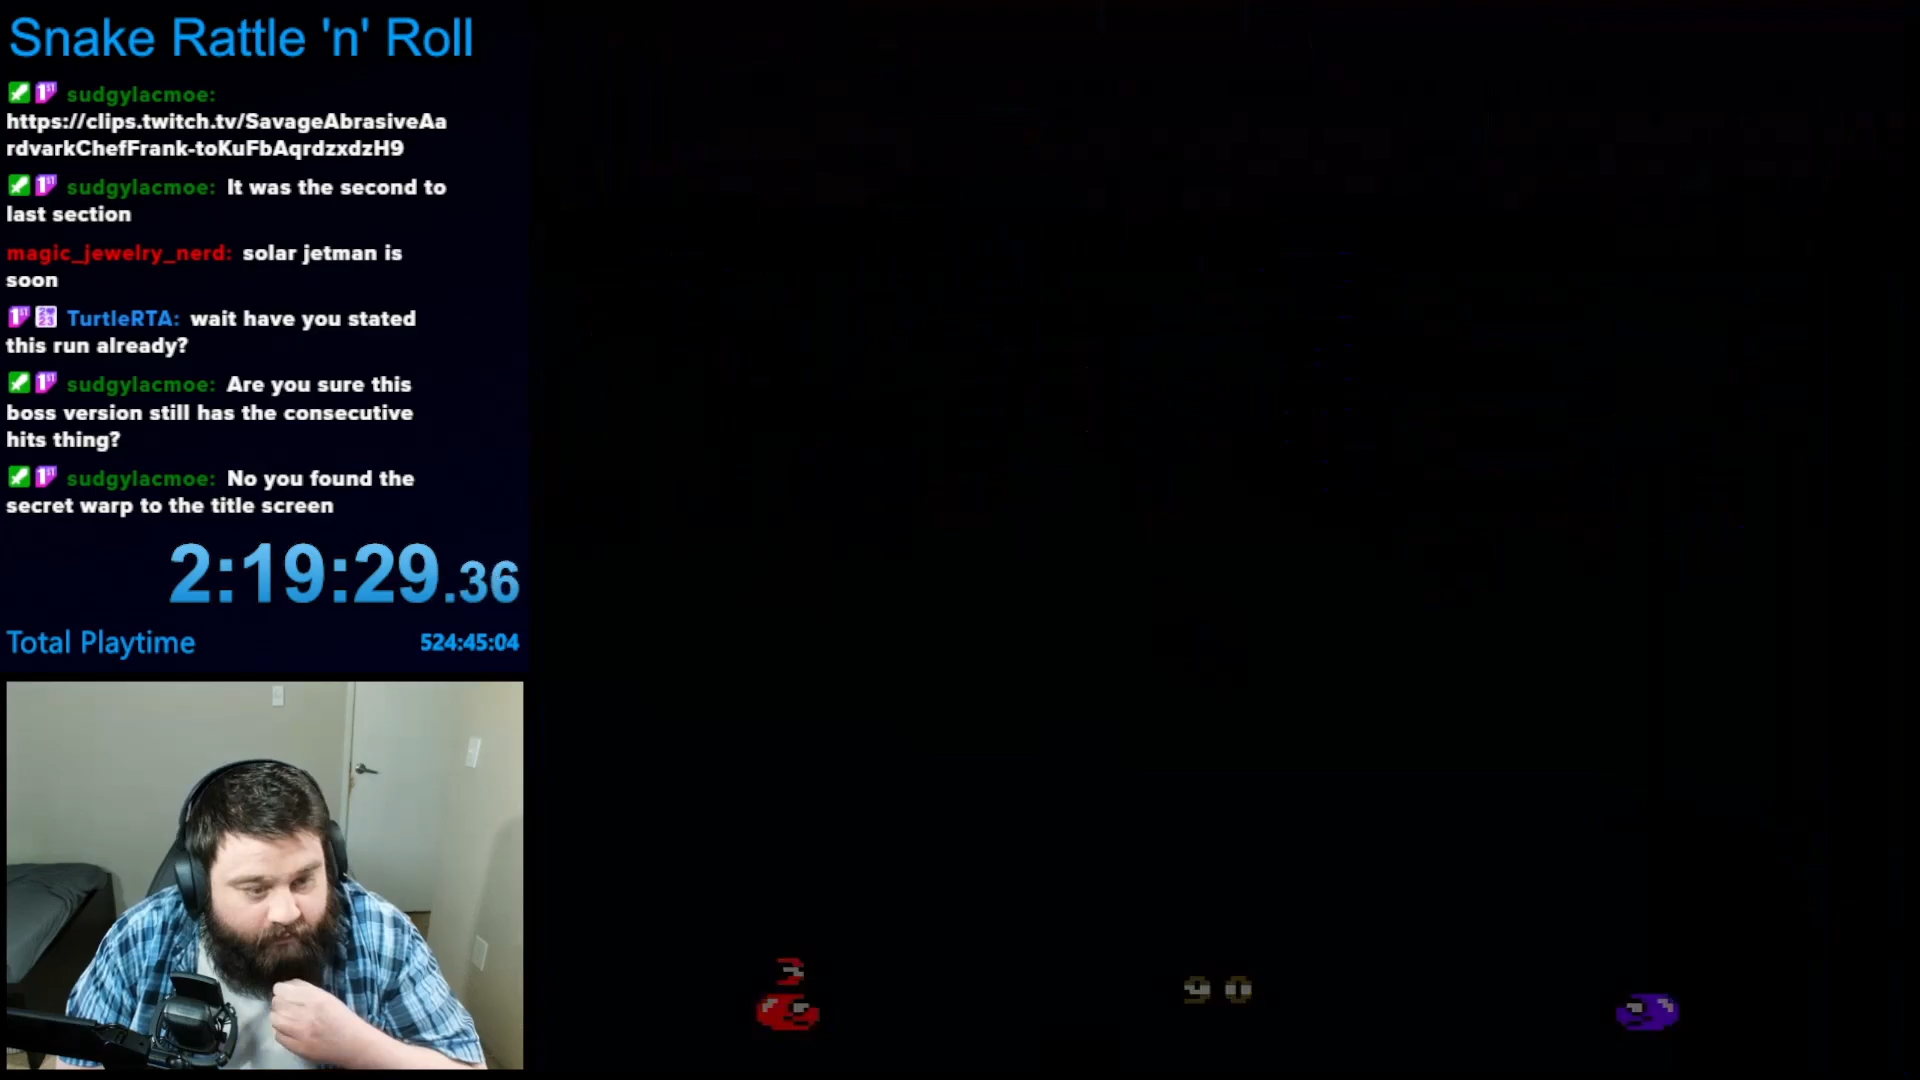 Snake Rattle 'n' Roll
sudgylacmoe:
https://clips.twitch.tv/SavageAbrasiveAa
rdvarkChefFrank-toKuFbAqrdzxdzH9
sudgylacmoe: It was the second to
last section
magic_jewelry_nerd: solar jetman is
soon
TurtleRTA: wait have you stated
this run already?
sudgylacmoe: Are you sure this
boss version still has the consecutive
hits thing?
sudgylacmoe: No you found the
secret warp to the title screen
2:19:29.36
Total Playtime 524:45:04
3
90